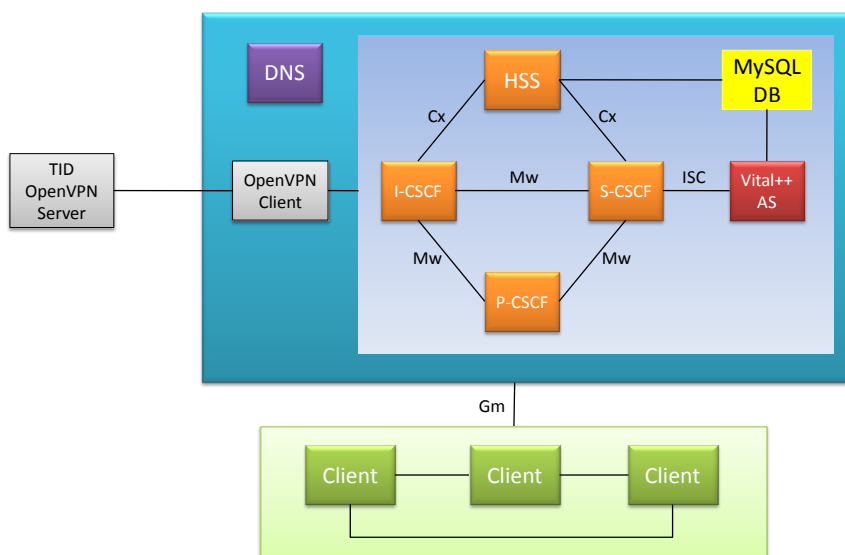 DNS
HSS
MySQL
DB
Cx
Cx
TID
OpenVPN
Server
OpenVPN
Client
I-CSCF
Mw
S-CSCF
ISC
Vital++
AS
Mw
Mw
P-CSCF
Gm
Client
Client
Client